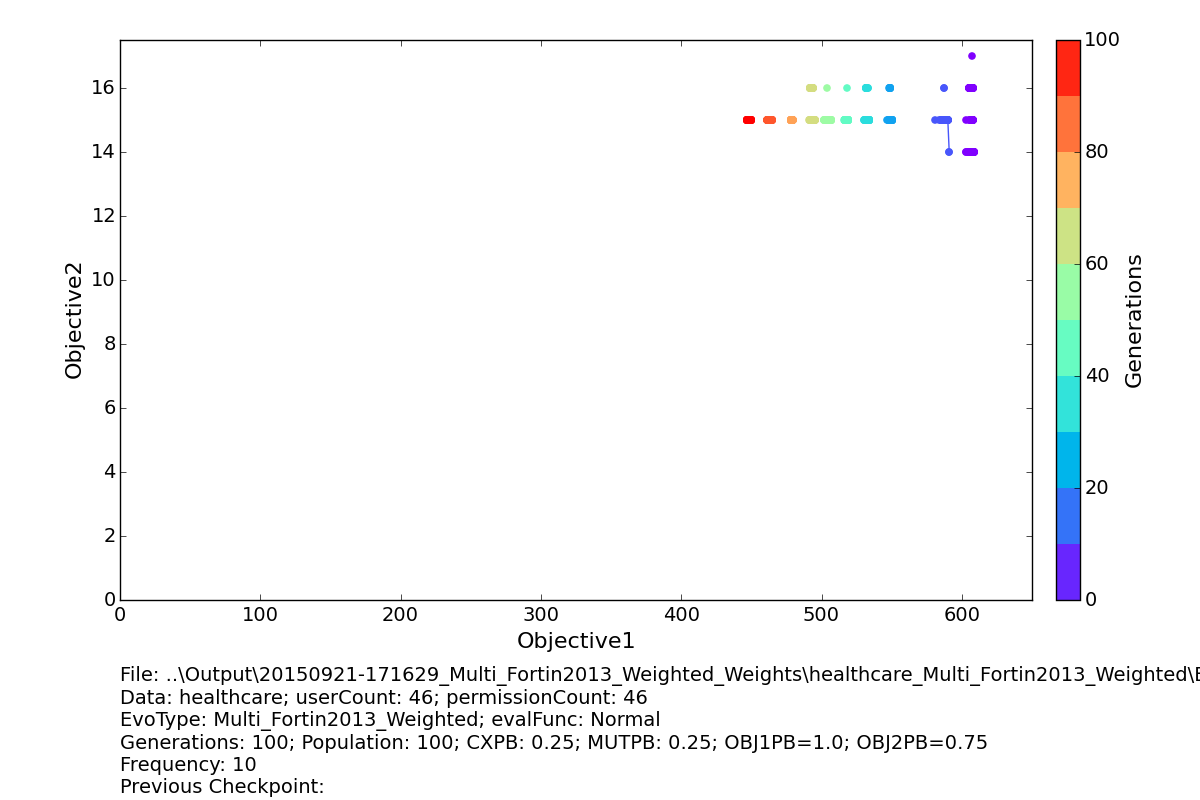 16
14
12
10
8
6
4
2
0
0 100 200 300 400 500 600
Objective1
Objective2
100
80
60
40
20
0
Generations
File: ..\Output\20150921-171629_Multi_Fortin2013_Weighted_Weights\healthcare_Multi_Fortin2013_Weighted\E
Data: healthcare; userCount: 46; permissionCount: 46
EvoType: Multi_Fortin2013_Weighted; evalFunc: Normal
Generations: 100; Population: 100; CXPB: 0.25; MUTPB: 0.25; OBJ1PB=1.0; OBJ2PB=0.75
Frequency: 10
Previous Checkpoint: